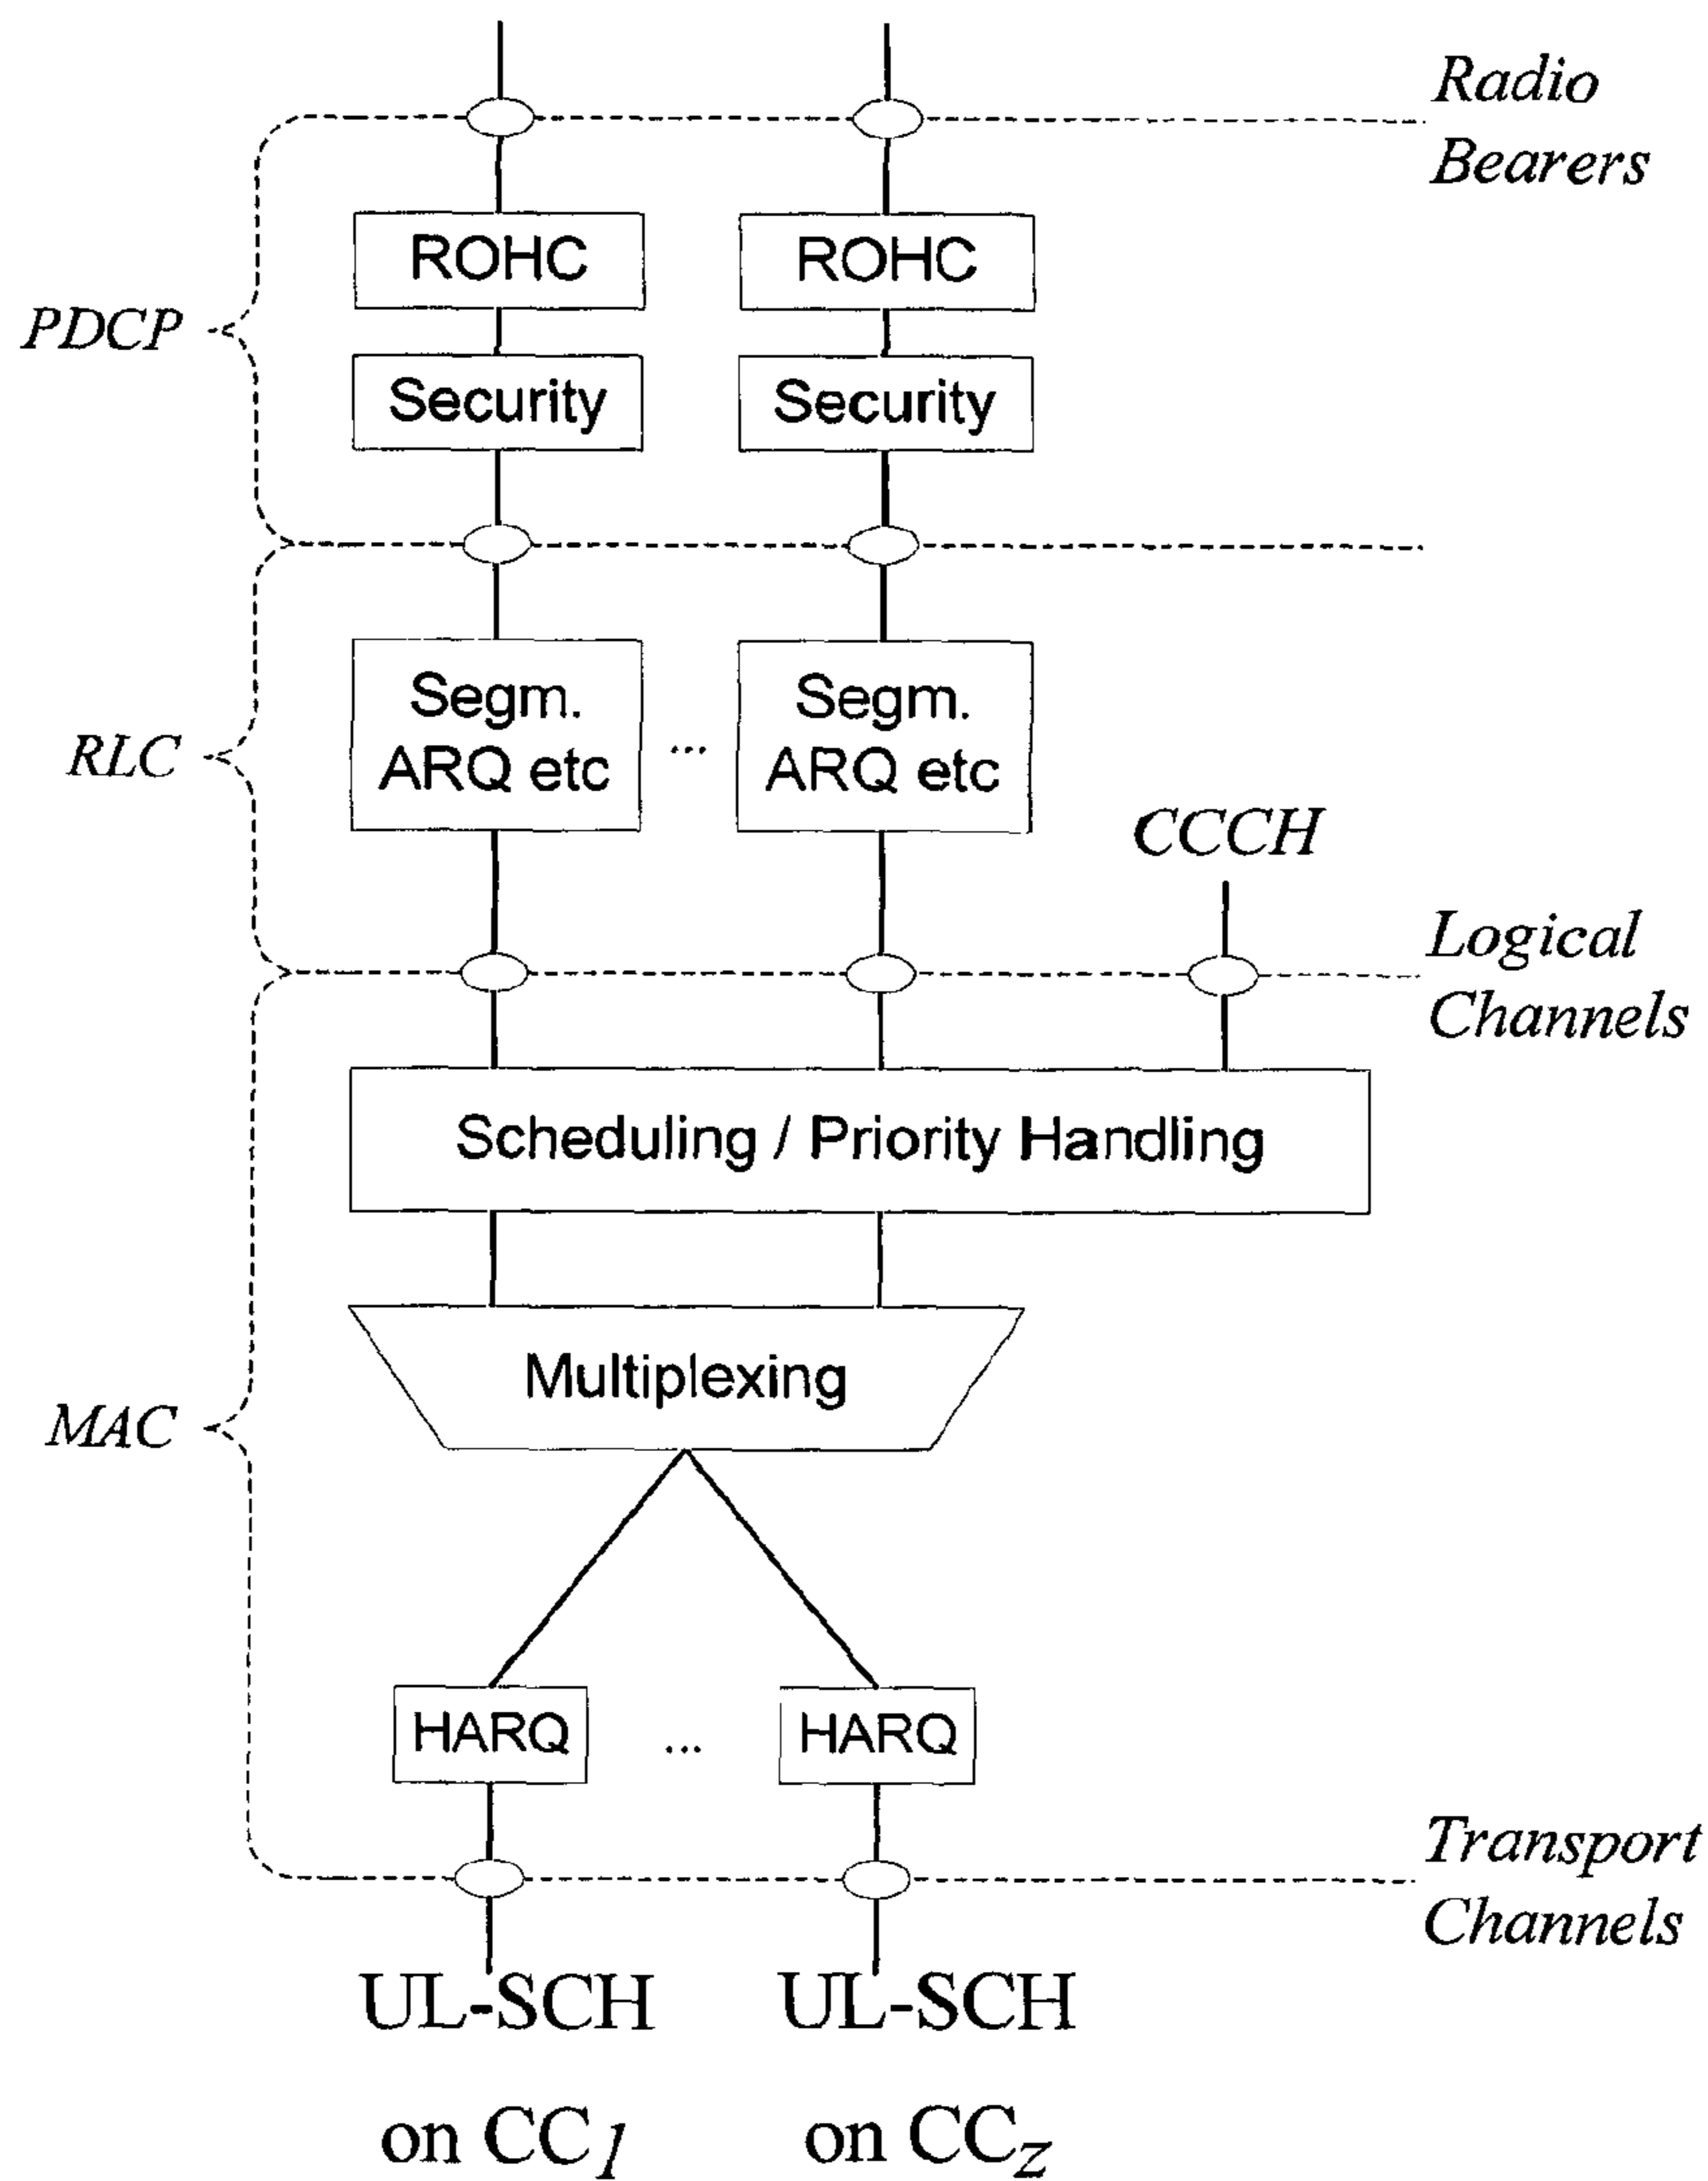 Radio
Bearers
ROHC
ROHC
PDCP
Security
Security
Segm.
ARQ etc
...
Segm.
ARQ etc
RLC
CCCH
Logical
Channels
Scheduling / Priority Handling
Multiplexing
MAC
HARQ
...
HARQ
Transport
Channels
UL-SCH
on CC1
UL-SCH
on CCz